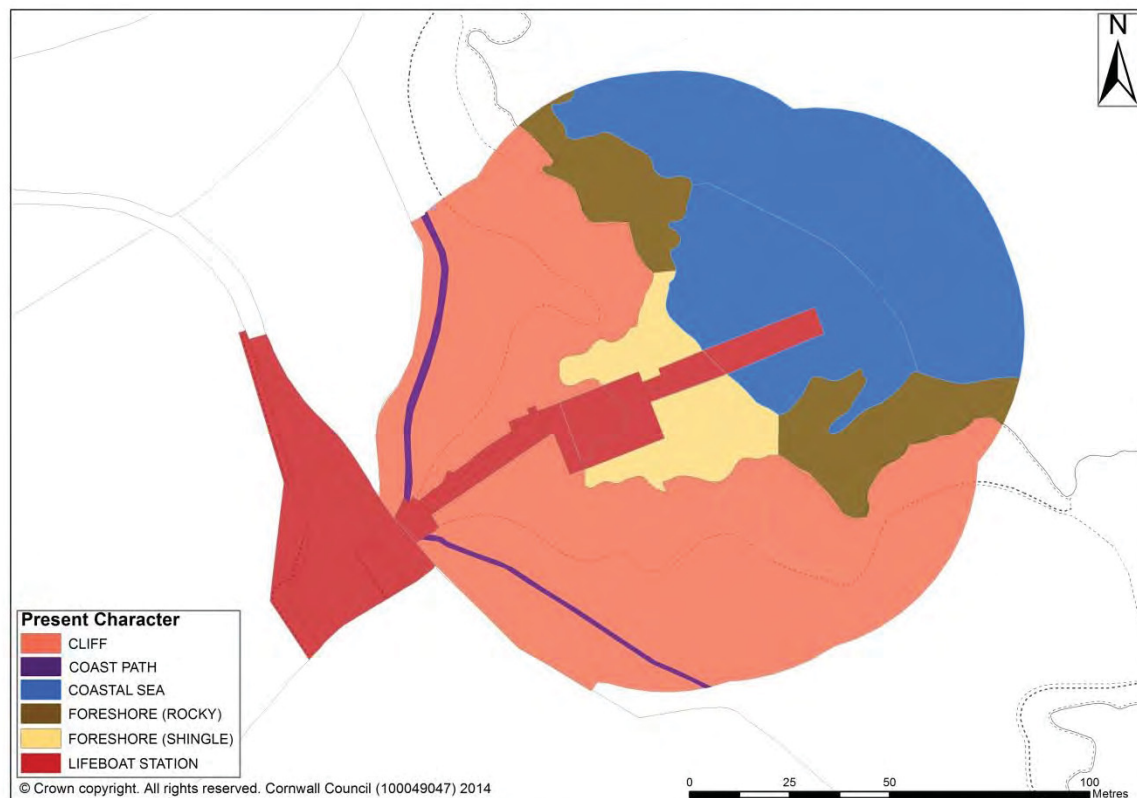 N
Present Character
CLIFF
COAST PATH
COASTAL SEA
FORESHORE (ROCKY)
FORESHORE (SHINGLE)
LIFEBOAT STATION
© Crown copyright. All rights reserved. Cornwall Council (100049047) 2014
0 25 50 100
Metres